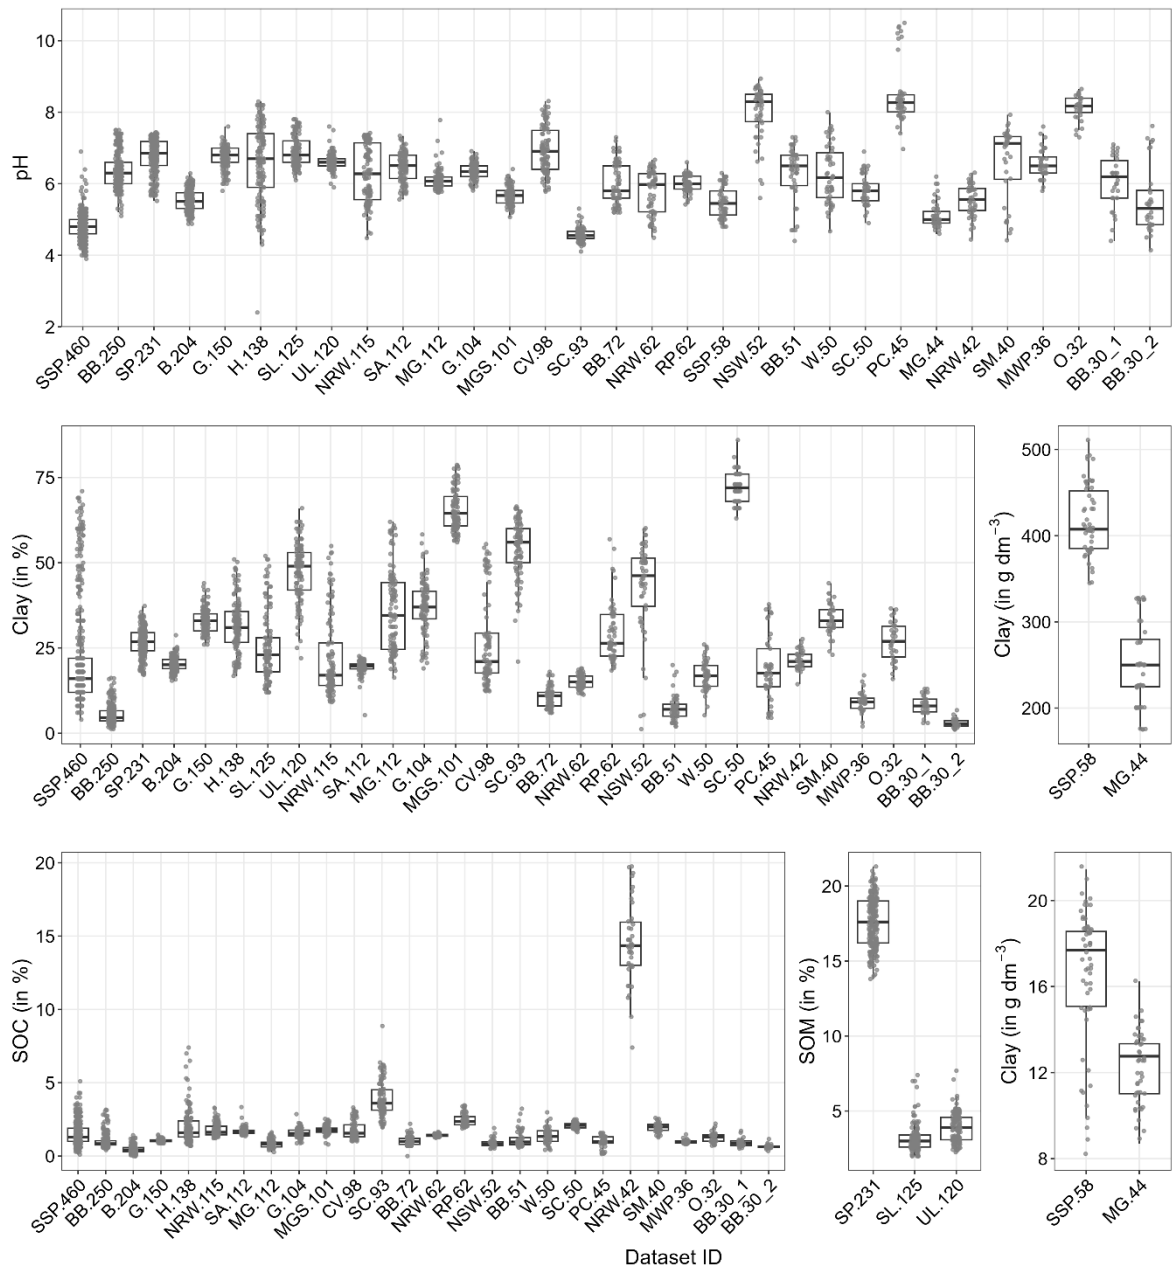 10
8
6
4
2
pH
SSP.460
BB.250
SP.231
B.204
G.150
H.138
SL.125
UL.120
NRW.115
SA.112
MG.112
G.104
MGS.101
CV.98
SC.93
BB.72
NRW.62
RP.62
SSP.58
NSW.52
BB.51
W.50
SC.50
PC.45
MG.44
NRW.42
SM.40
MWP.36
O.32
BB.30_1
BB.30_2
75
50
25
0
Clay (in %)
SSP.460
BB.250
SP.231
B.204
G.150
H.138
SL.125
UL.120
NRW.115
SA.112
MG.112
G.104
MGS.101
CV.98
SC.93
BB.72
NRW.62
RP.62
NSW.52
BB.51
W.50
SC.50
PC.45
NRW.42
SM.40
MWP.36
O.32
BB.30_1
BB.30_2
500
400
300
200
Clay (in g dm⁻³)
SSP.58
MG.44
20
15
10
5
0
SOC (in %)
SSP.460
BB.250
B.204
G.150
H.138
NRW.115
SA.112
MG.112
G.104
MGS.101
CV.98
SC.93
BB.72
NRW.62
RP.62
NSW.52
BB.51
W.50
SC.50
PC.45
NRW.42
SM.40
MWP.36
O.32
BB.30_1
BB.30_2
20
15
10
5
SOM (in %)
SP.231
SL.125
UL.120
20
16
12
8
Clay (in g dm⁻³)
SSP.58
MG.44
Dataset ID